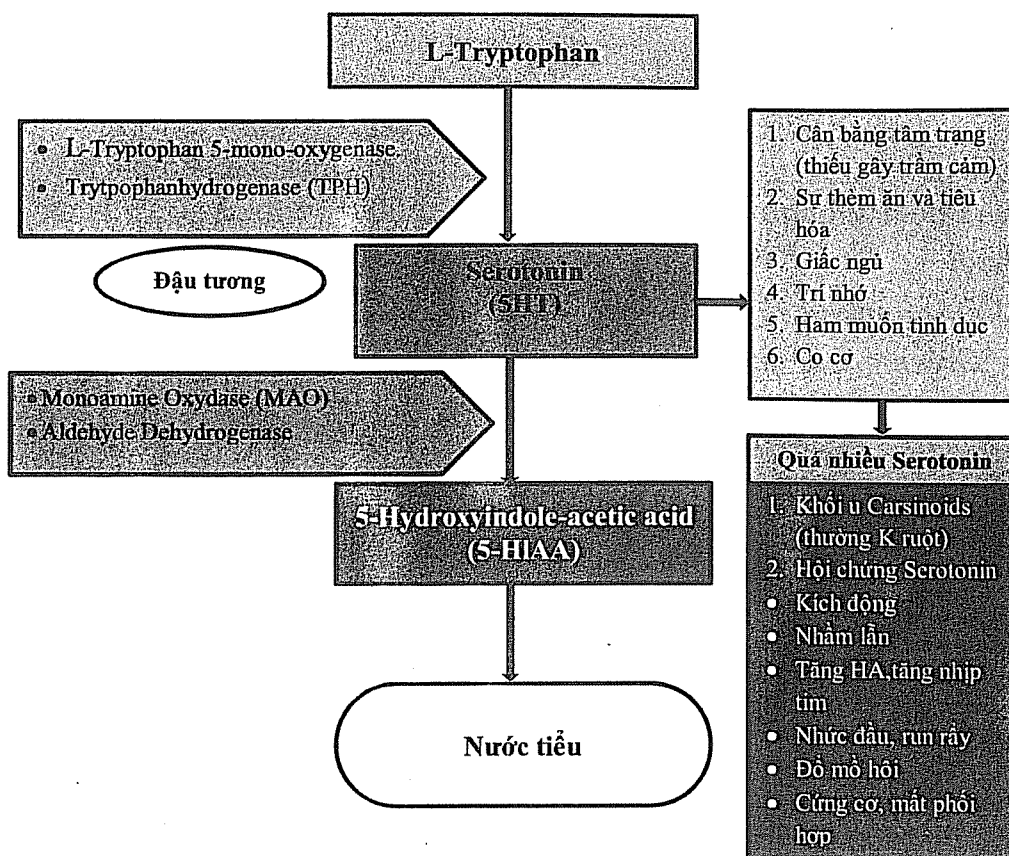 L-Tryptophan
• L-Tryptophan 5-mono-oxygenase.
• Trytpophanhydrogenase (TPH)
Đậu tương
Serotonin
(5HT)
1. Cân bằng tâm trạng
(thiếu gây trầm cảm)
2. Sự thèm ăn và tiêu
hóa
3. Giấc ngủ
4. Trí nhớ
5. Ham muốn tình dục
6. Co cơ
• Monoamine Oxydase (MAO)
• Aldehyde Dehydrogenase
5-Hydroxyindole-acetic acid
(5-HIAA)
Nước tiểu
Quá nhiều Serotonin
1. Khối u Carsinoids
(thường K ruột)
2. Hội chứng Serotonin
• Kích động
• Nhầm lẫn
• Tăng HA,tăng nhịp
tim
• Nhức đầu, run rẩy
• Đổ mồ hôi
• Cứng cơ, mất phối
hợp